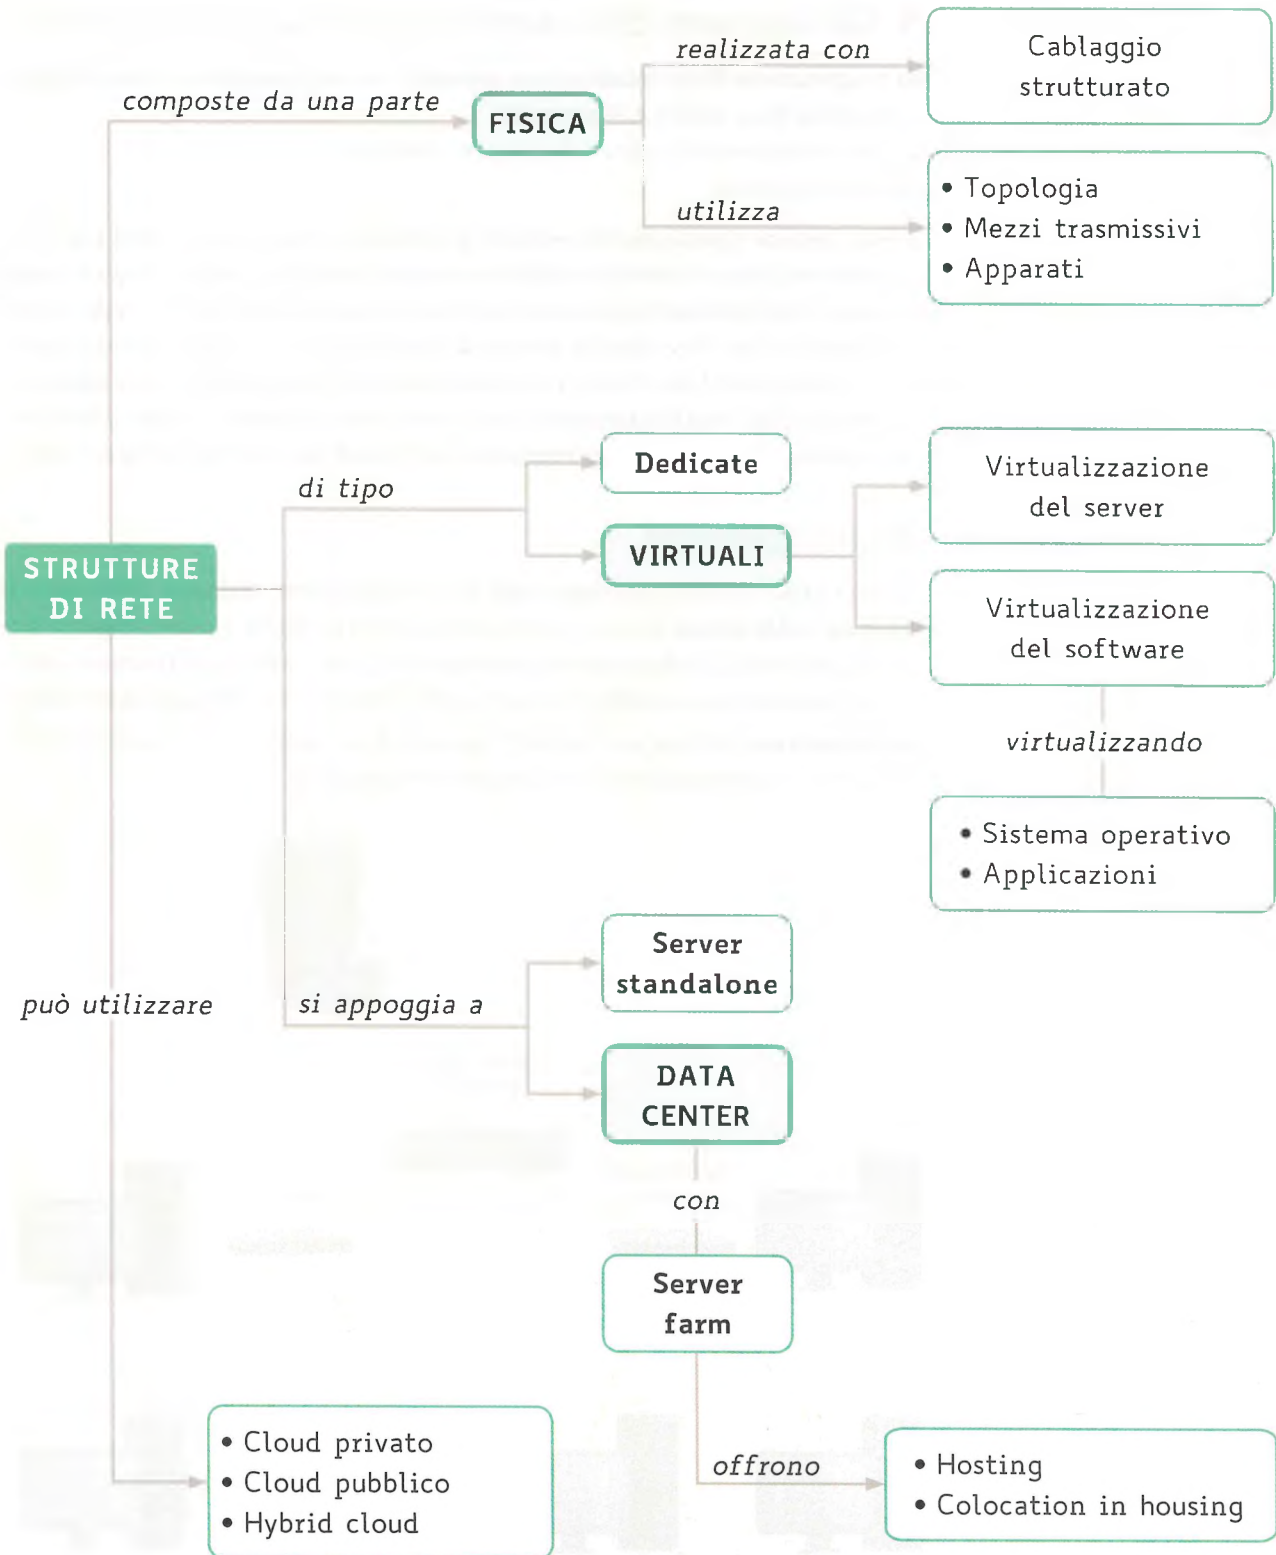 realizzata con
Cablaggio
strutturato
composte da una parte
FISICA
utilizza
• Topologia
• Mezzi trasmissivi
• Apparati
di tipo
Dedicate
VIRTUALI
Virtualizzazione
del server
STRUTTURE
DI RETE
Virtualizzazione
del software
virtualizzando
• Sistema operativo
• Applicazioni
Server
standalone
può utilizzare
si appoggia a
DATA
CENTER
con
Server
farm
• Cloud privato
• Cloud pubblico
• Hybrid cloud
offrono
• Hosting
• Colocation in housing